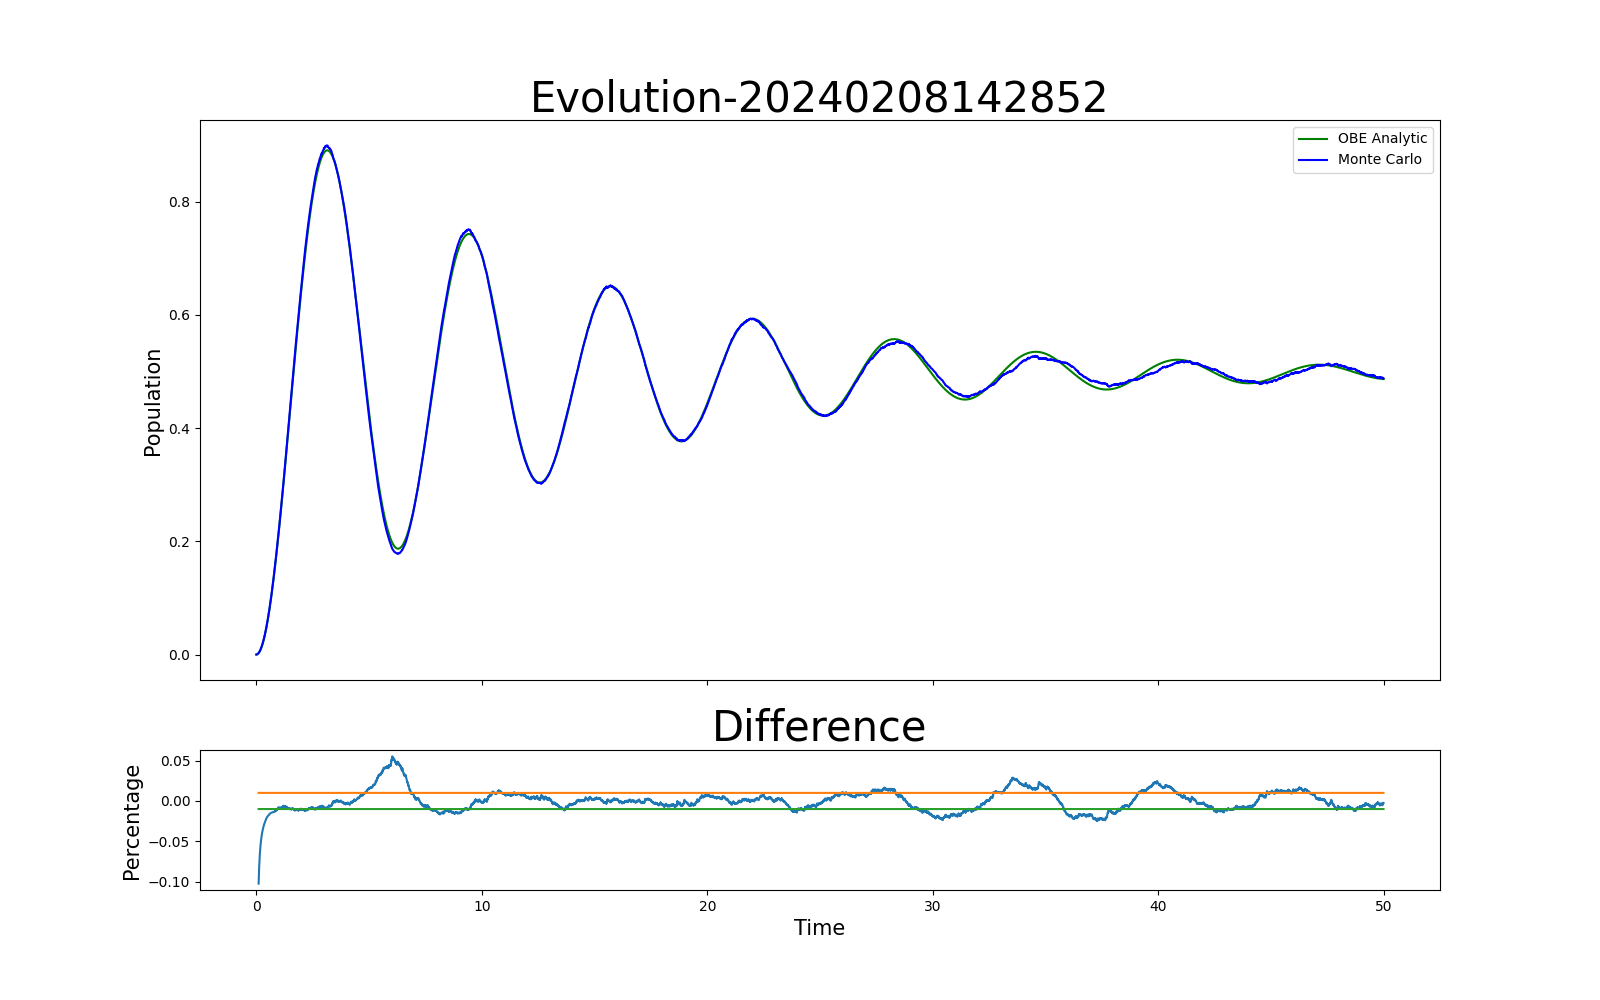 Evolution-20240208142852
OBE Analytic
Monte Carlo
Population
0.8
0.6
0.4
0.2
0.0
Difference
Percentage
0.05
0.00
−0.05
−0.10
0 10 20 30 40 50
Time